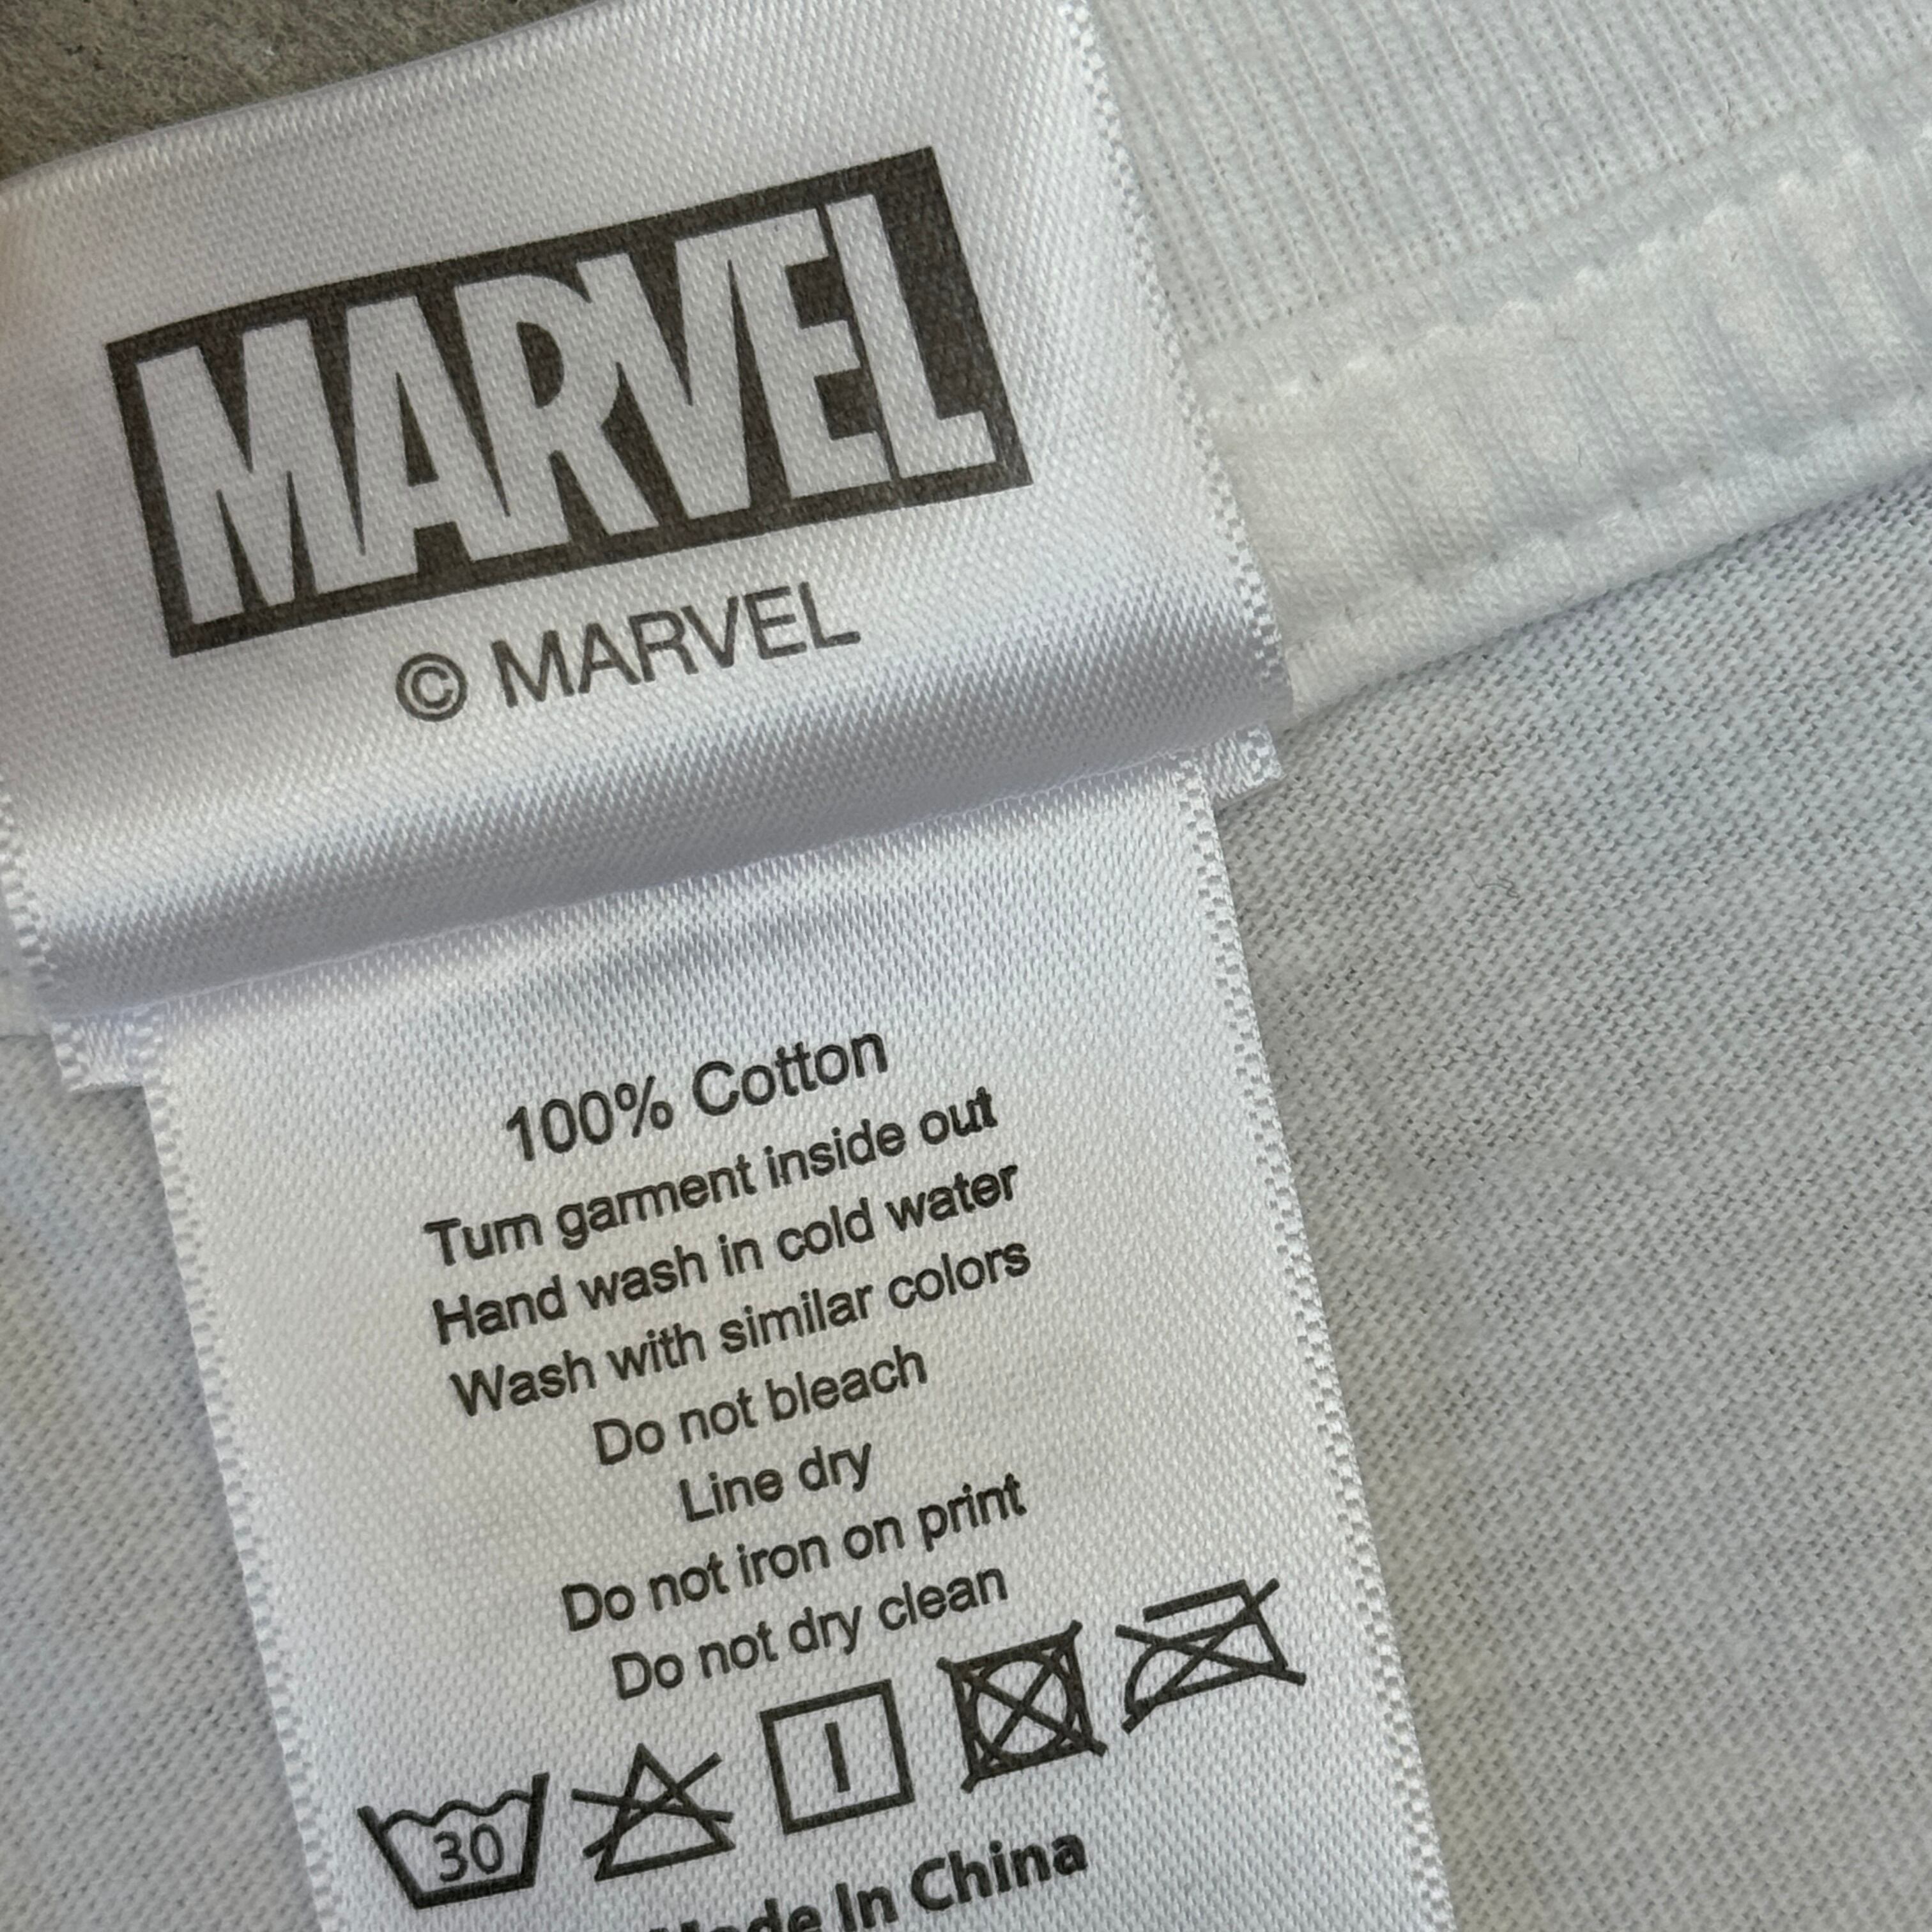 MARVEL
© MARVEL
100% Cotton
Turn garment inside out
Hand wash in cold water
Wash with similar colors
Do not bleach
Line dry
Do not iron on print
Do not dry clean
30
Made In China